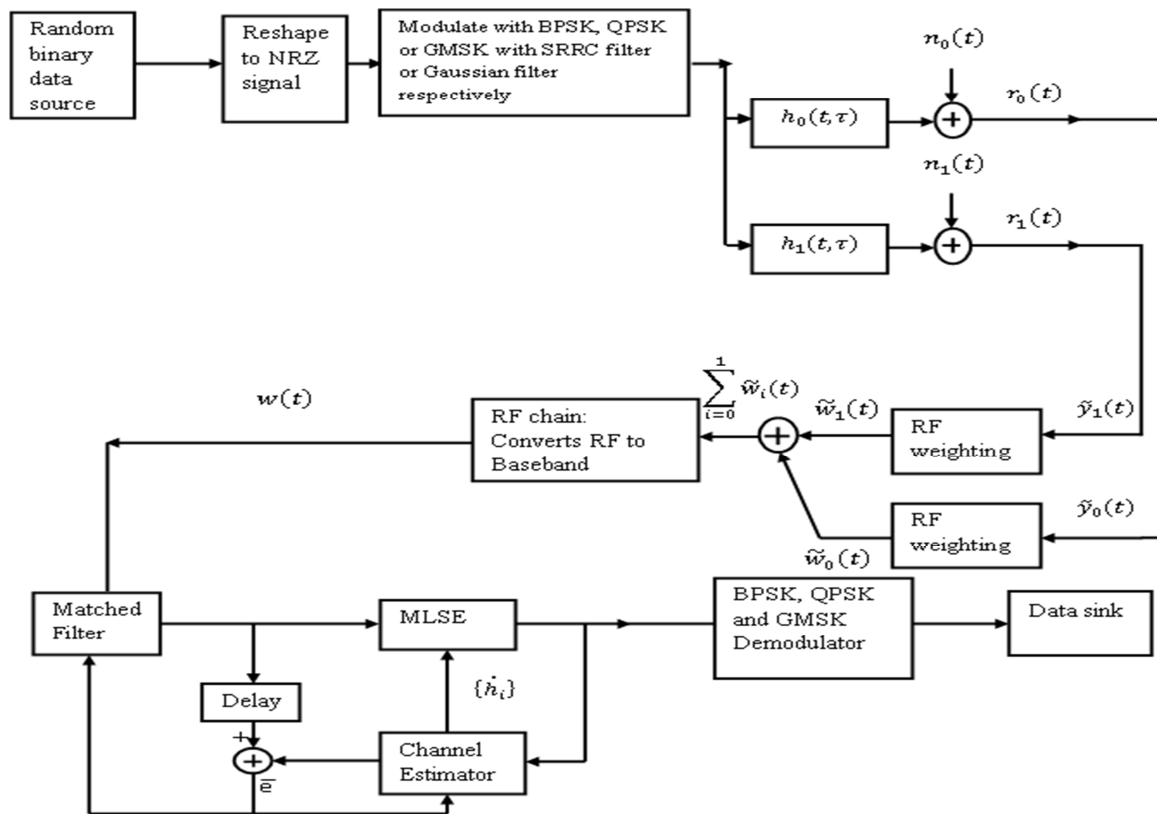 Random
binary
data
source
Reshape
to NRZ
signal
Modulate with BPSK, QPSK
or GMSK with SRRC filter
or Gaussian filter
respectively
n₀(t)
h₀(t,τ)
+
r₀(t)
n₁(t)
h₁(t,τ)
+
r₁(t)
w(t)
RF chain:
Converts RF to
Baseband
1
∑ w̃ᵢ(t)
i=0
+
w̃₁(t)
RF
weighting
ỹ₁(t)
w̃₀(t)
RF
weighting
ỹ₀(t)
Matched
Filter
MLSE
BPSK, QPSK
and GMSK
Demodulator
Data sink
Delay
{ḣᵢ}
+
+
e̅
Channel
Estimator